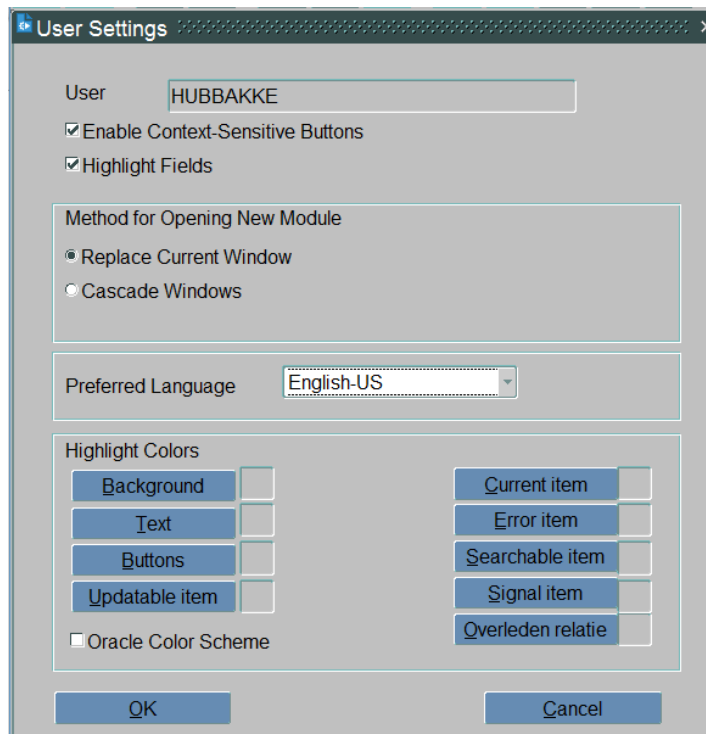 User Settings
User HUBBAKKE
Enable Context-Sensitive Buttons
Highlight Fields
Method for Opening New Module
Replace Current Window
Cascade Windows
Preferred Language English-US
Highlight Colors
Background Current item
Text Error item
Buttons Searchable item
Updatable item Signal item
Oracle Color Scheme Overleden relatie
OK Cancel